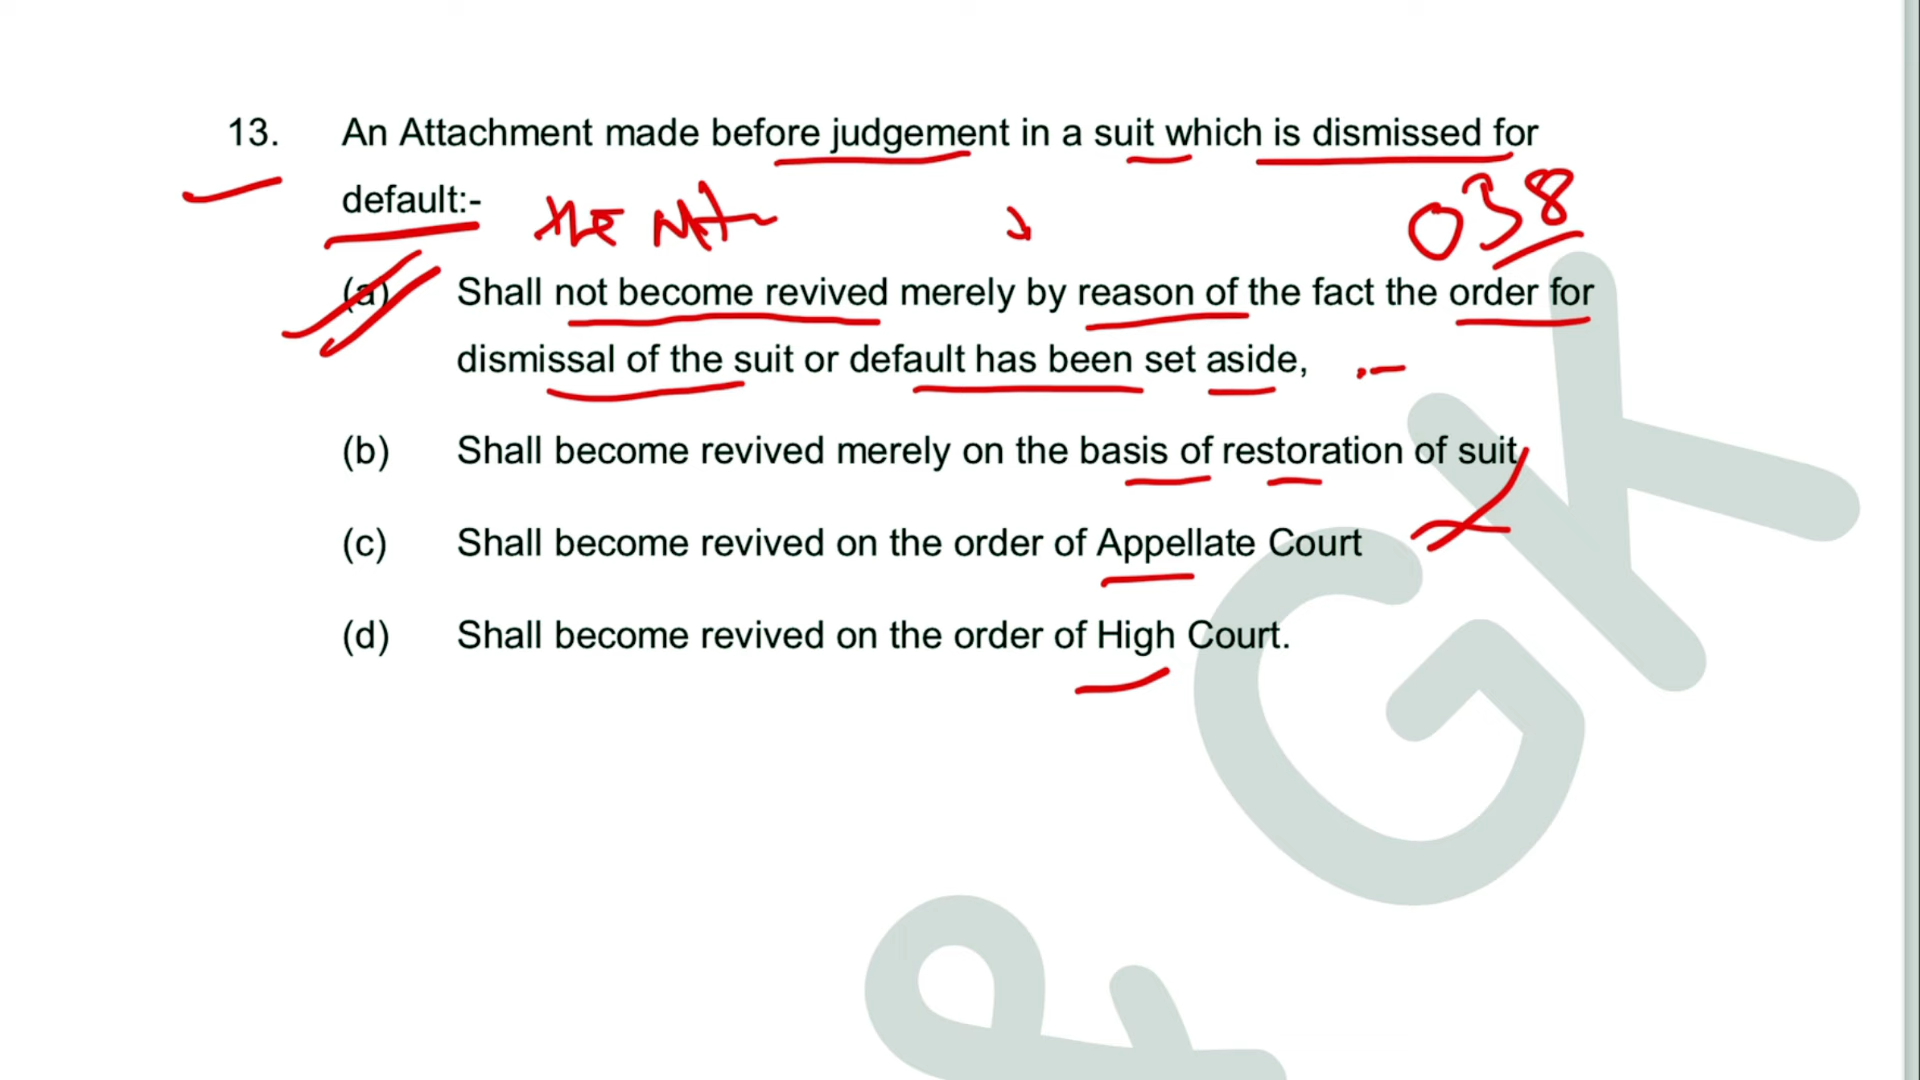 13. An Attachment made before judgement in a suit which is dismissed for
default:-
O38
(a) Shall not become revived merely by reason of the fact the order for
dismissal of the suit or default has been set aside,
(b) Shall become revived merely on the basis of restoration of suit,
(c) Shall become revived on the order of Appellate Court
(d) Shall become revived on the order of High Court.
& GK